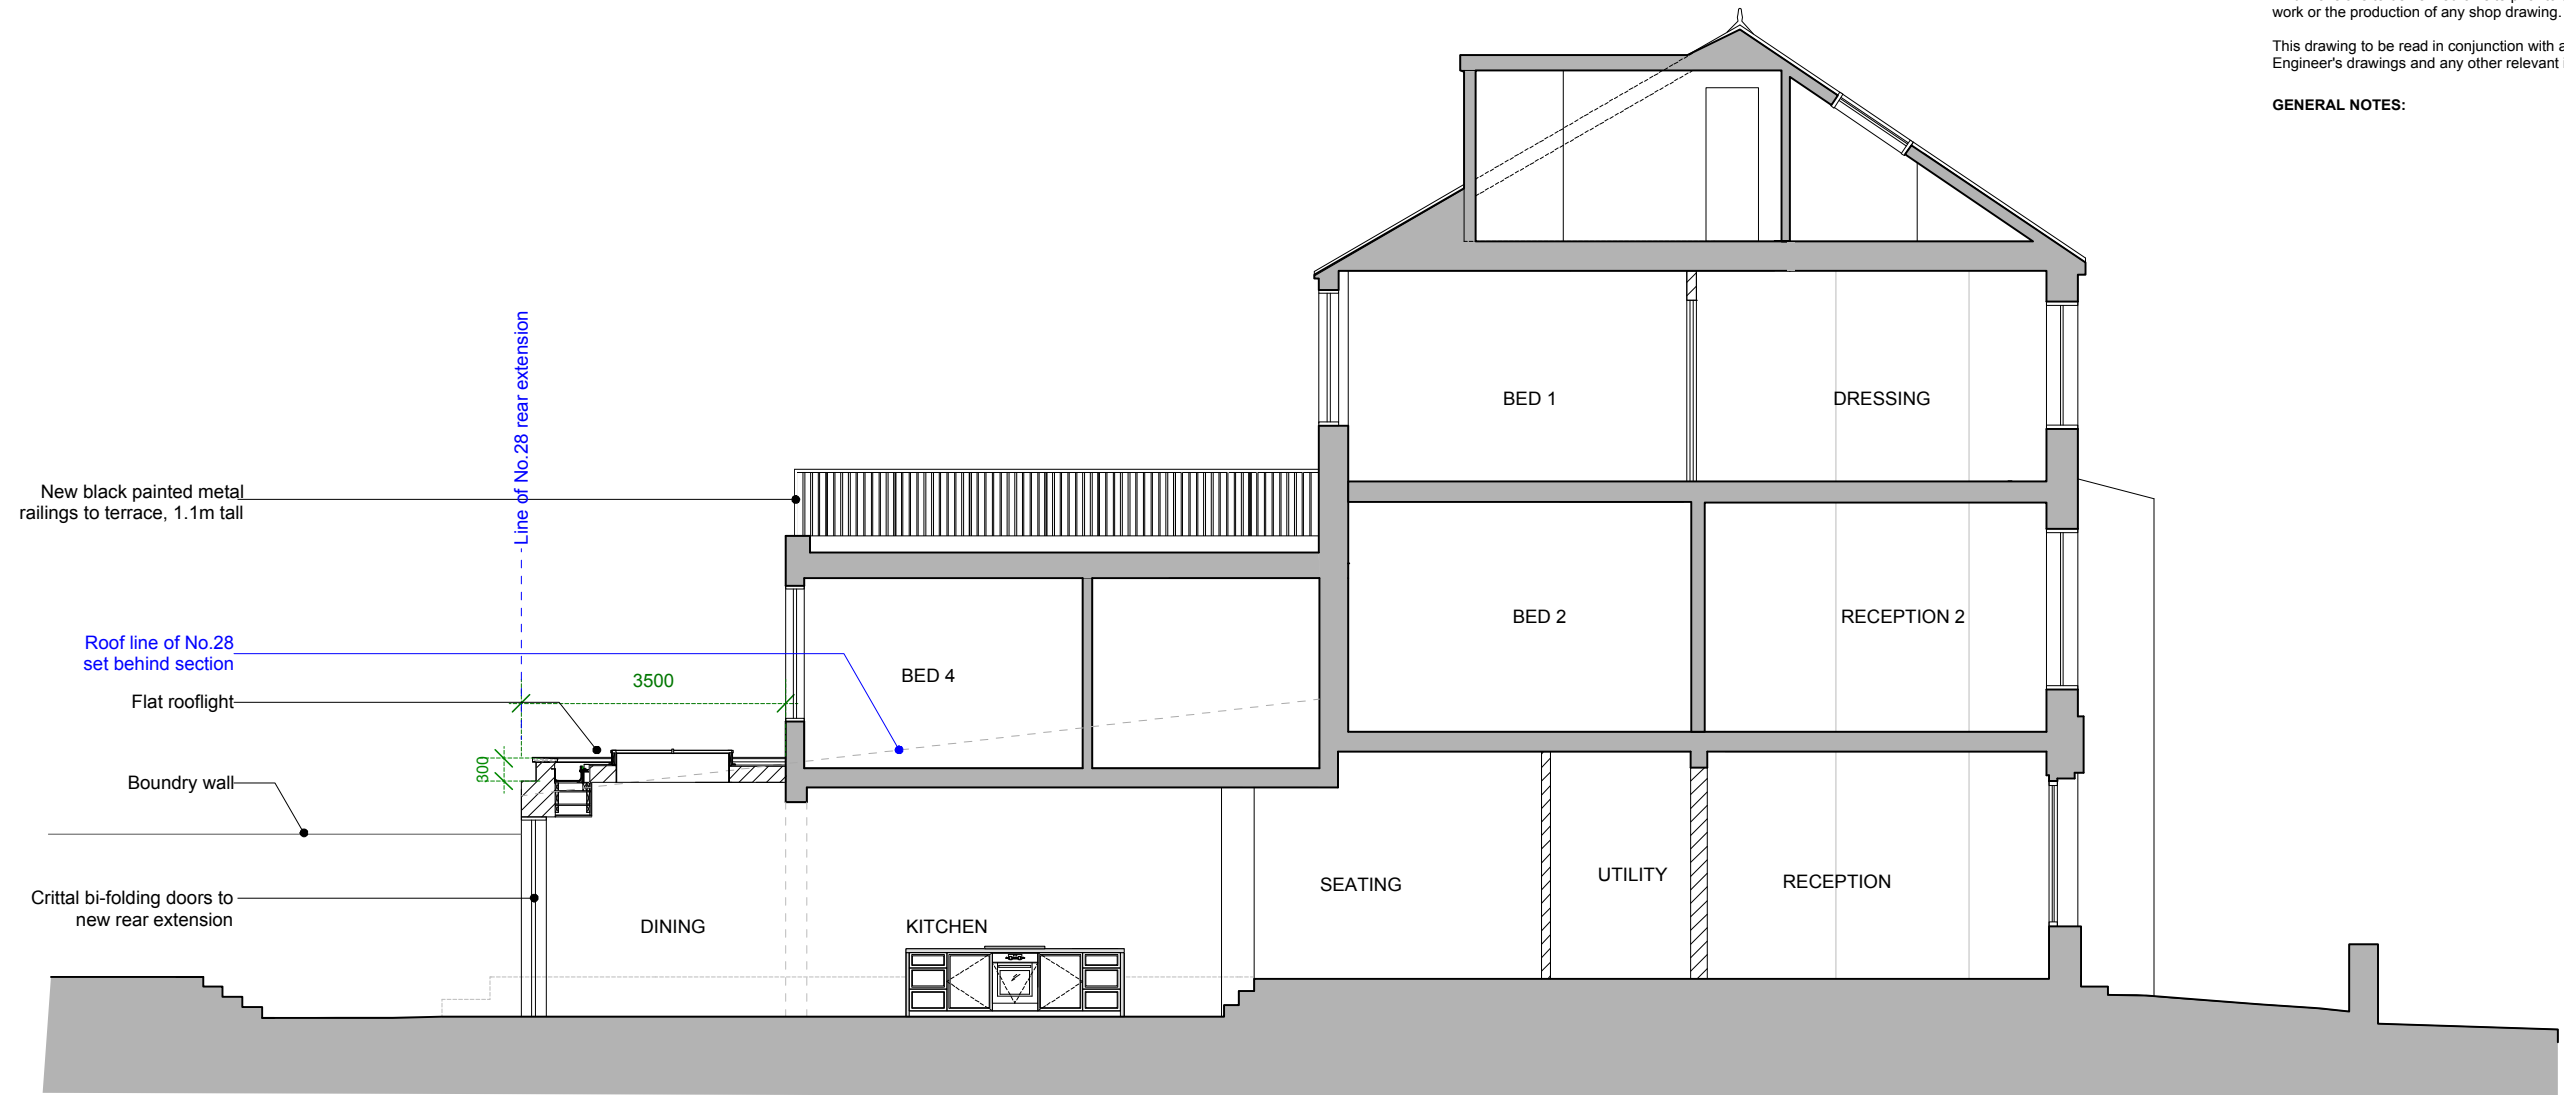 work or the production of any shop drawing.
This drawing to be read in conjunction with
Engineer's drawings and any other relevant
GENERAL NOTES:
Line of No.28 rear extension
BED 1
DRESSING
New black painted metal
railings to terrace, 1.1m tall
BED 2
RECEPTION 2
Roof line of No.28
set behind section
BED 4
3500
Flat rooflight
300
Boundry wall
SEATING
UTILITY
RECEPTION
Crittal bi-folding doors to
new rear extension
DINING
KITCHEN